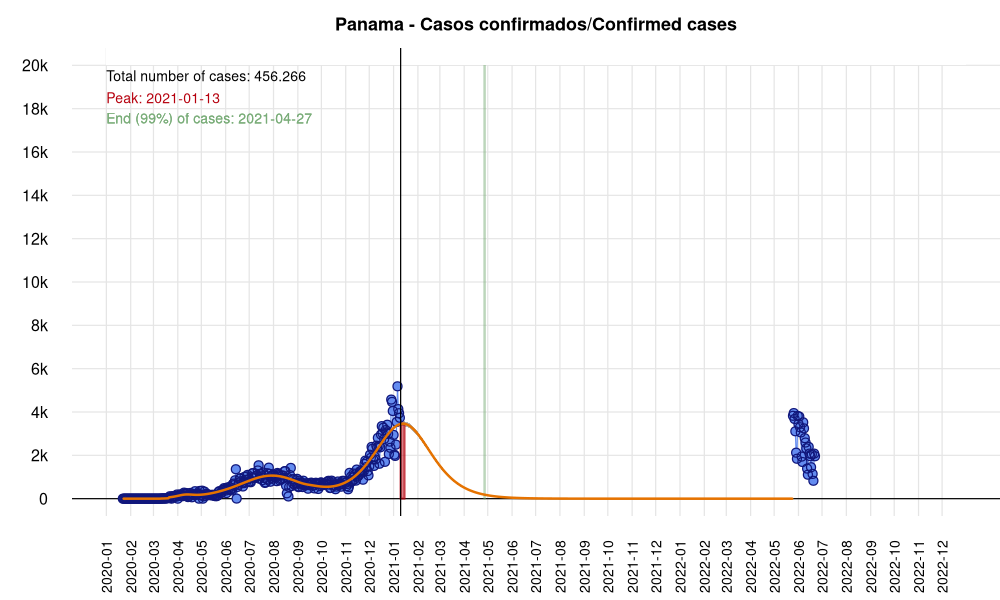 Panama - Casos confirmados/Confirmed cases
20k
Total number of cases: 456.266
Peak: 2021-01-13
18k
End (99%) of cases: 2021-04-27
16k
14k
12k
10k
8k
6k
4k
2k
0
2020-01
2020-02
2020-03
2020-04
2020-05
2020-06
2020-07
2020-08
2020-09
2020-10
2020-11
2020-12
2021-01
2021-02
2021-03
2021-04
2021-05
2021-06
2021-07
2021-08
2021-09
2021-10
2021-11
2021-12
2022-01
2022-02
2022-03
2022-04
2022-05
2022-06
2022-07
2022-08
2022-09
2022-10
2022-11
2022-12